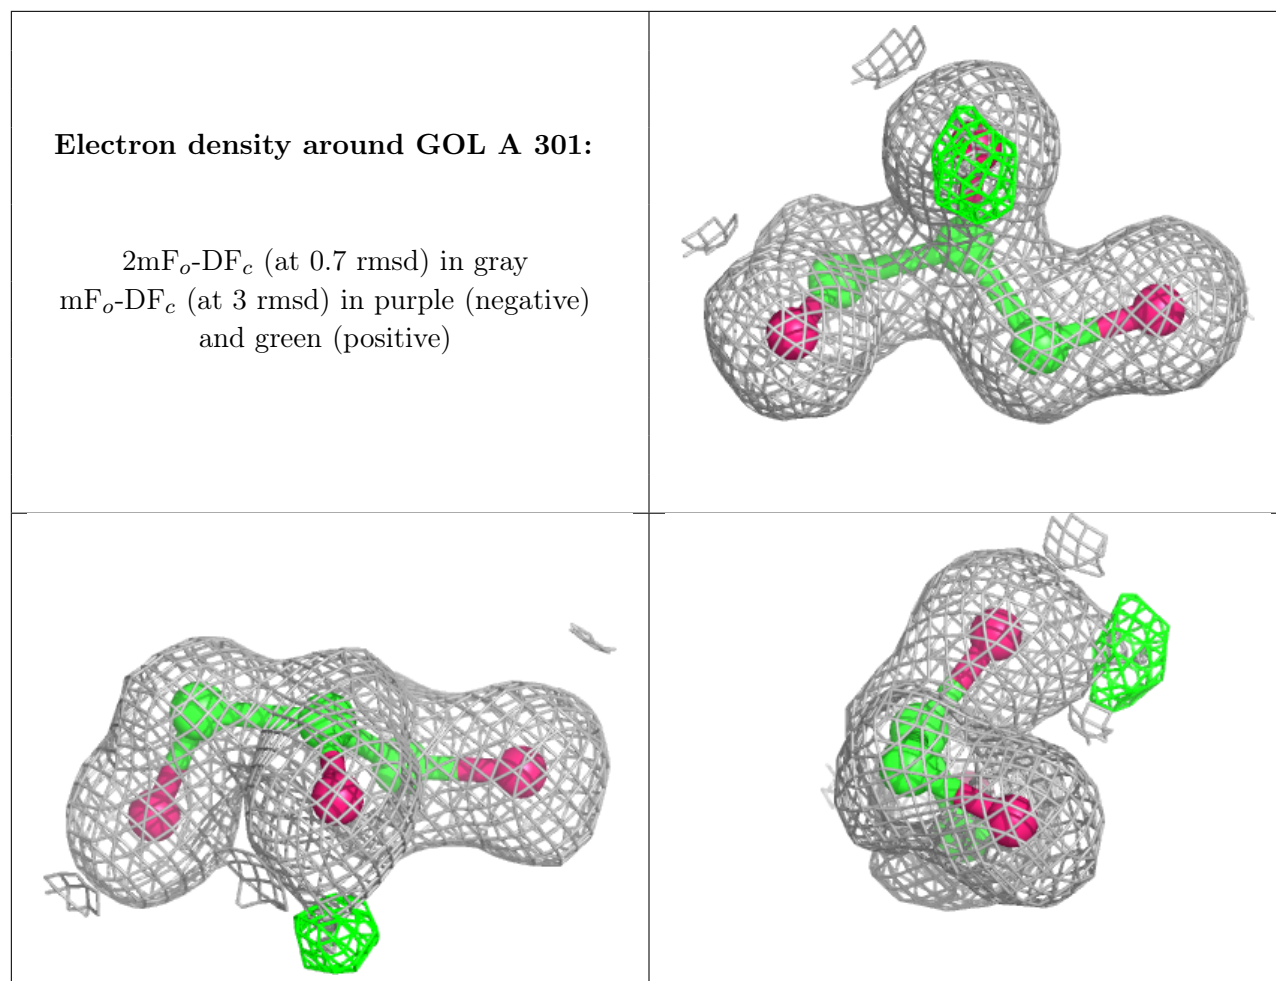 Electron density around GOL A 301:
2mFₒ-DF𝒸 (at 0.7 rmsd) in gray
mFₒ-DF𝒸 (at 3 rmsd) in purple (negative)
and green (positive)